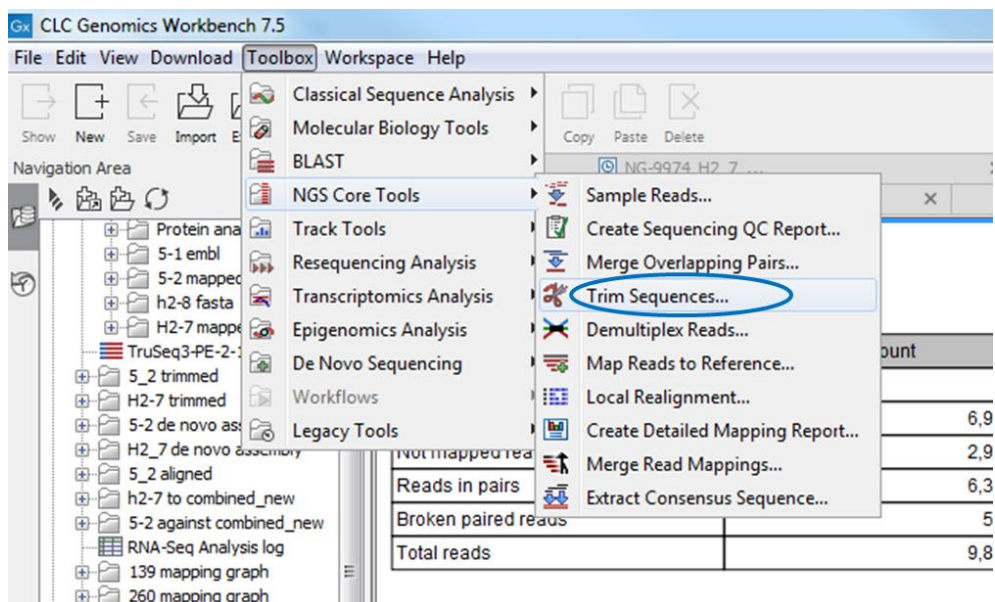 CLC Genomics Workbench 7.5
File Edit View Download Toolbox Workspace Help
Show New Save Import Copy Paste Delete
Navigation Area
NG-9974_H2_7_...
Classical Sequence Analysis
Molecular Biology Tools
BLAST
NGS Core Tools
Track Tools
Resequencing Analysis
Transcriptomics Analysis
Epigenomics Analysis
De Novo Sequencing
Workflows
Legacy Tools
Sample Reads...
Create Sequencing QC Report...
Merge Overlapping Pairs...
Trim Sequences...
Demultiplex Reads...
Map Reads to Reference...
Local Realignment...
Create Detailed Mapping Report...
Merge Read Mappings...
Extract Consensus Sequence...
Protein ana
5-1 embl
5-2 mapped
h2-8 fasta
H2-7 mappe
TruSeq3-PE-2-
5_2 trimmed
H2-7 trimmed
5-2 de novo ass
H2_7 de novo assembly
5_2 aligned
h2-7 to combined_new
5-2 against combined_new
RNA-Seq Analysis log
139 mapping graph
260 mapping graph
ount
6,9
Not mapped rea 2,9
Reads in pairs 6,3
Broken paired reads 5
Total reads 9,8